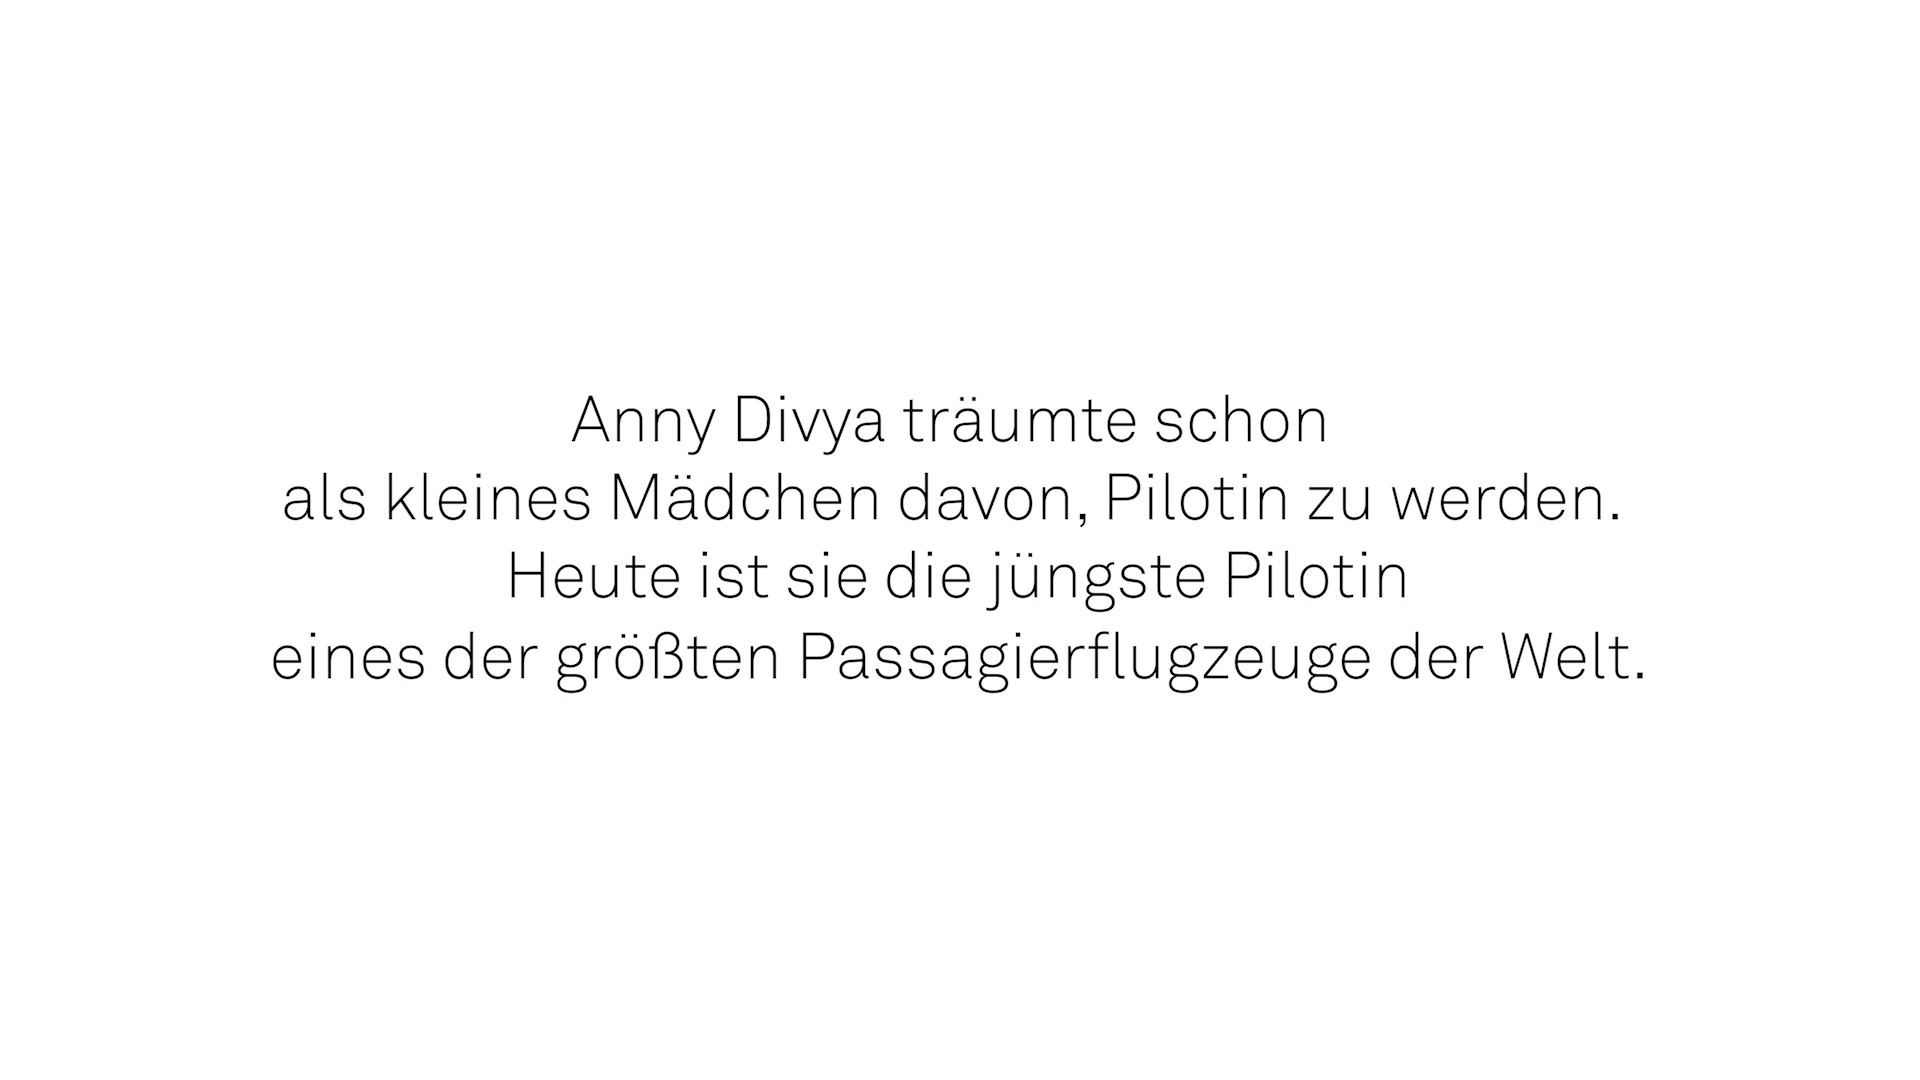 Anny Divya träumte schon
als kleines Mädchen davon, Pilotin zu werden.
Heute ist sie die jüngste Pilotin
eines der größten Passagierflugzeuge der Welt.